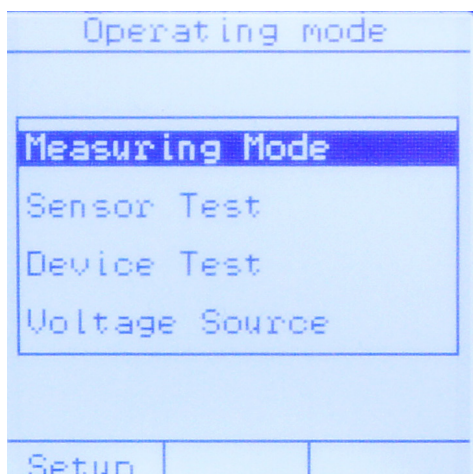 Operating mode
Measuring Mode
Sensor Test
Device Test
Voltage Source
Setup